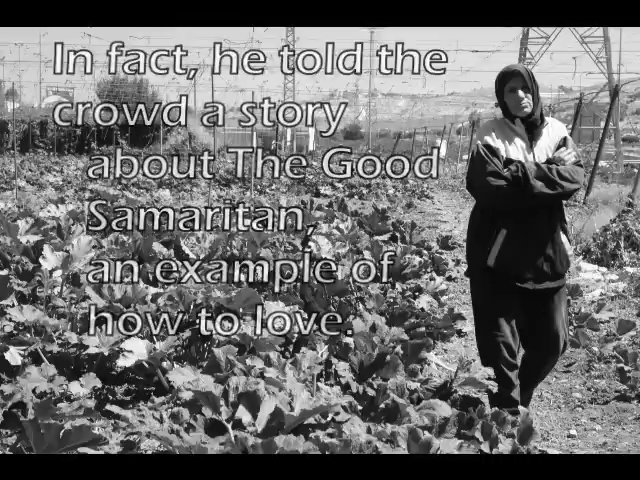 In fact, he told the
crowd a story
about The Good
Samaritan,
an example of
how to love.